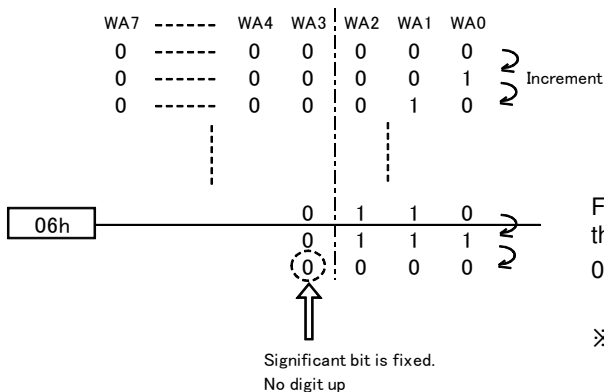 WA7 ------- WA4 WA3 WA2 WA1 WA0
0 ------- 0 0 0 0 0
0 ------- 0 0 0 0 1
Increment
0 ------- 0 0 0 1 0
0 1 1 0
06h
0 1 1 1
0 0 0 0
F
th
0
※
Significant bit is fixed.
No digit up